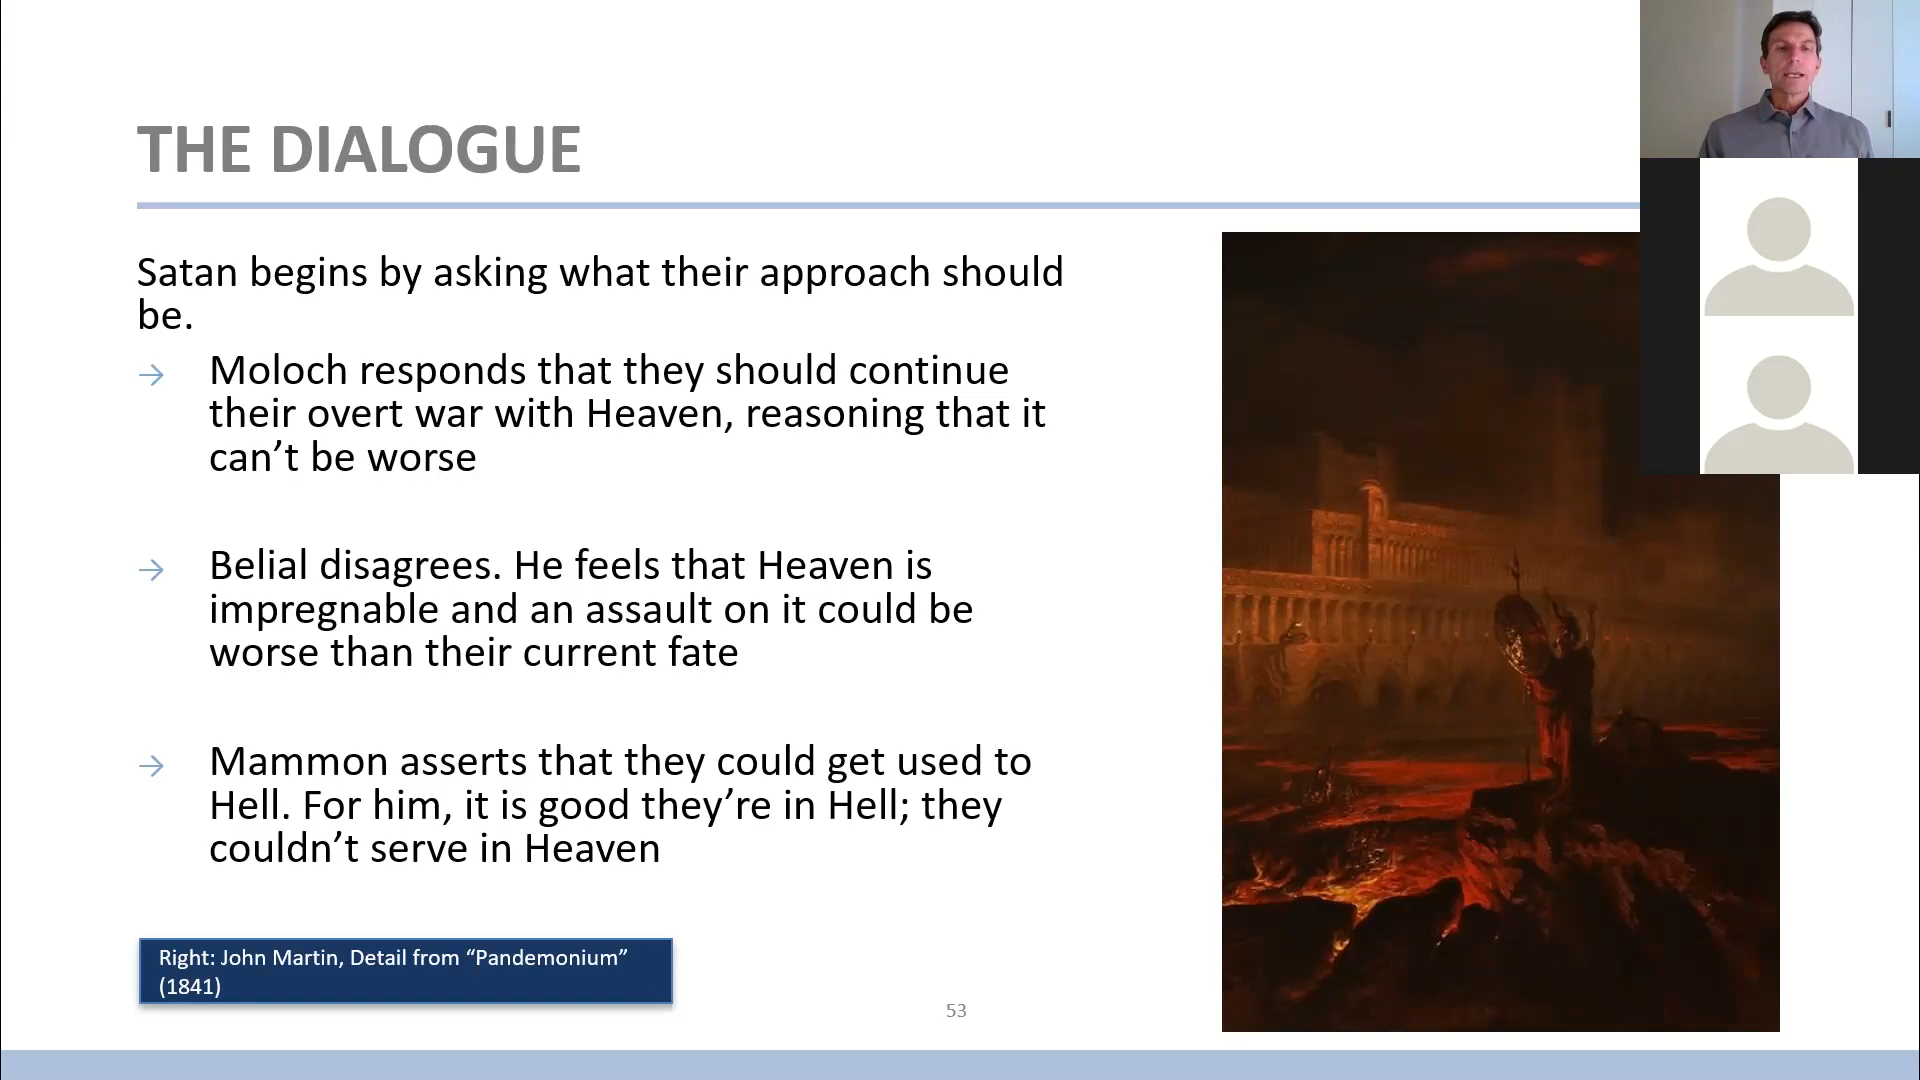 THE DIALOGUE
Satan begins by asking what their approach should
be.
→ Moloch responds that they should continue
their overt war with Heaven, reasoning that it
can’t be worse
→ Belial disagrees. He feels that Heaven is
impregnable and an assault on it could be
worse than their current fate
→ Mammon asserts that they could get used to
Hell. For him, it is good they’re in Hell; they
couldn’t serve in Heaven
Right: John Martin, Detail from “Pandemonium”
(1841)
53